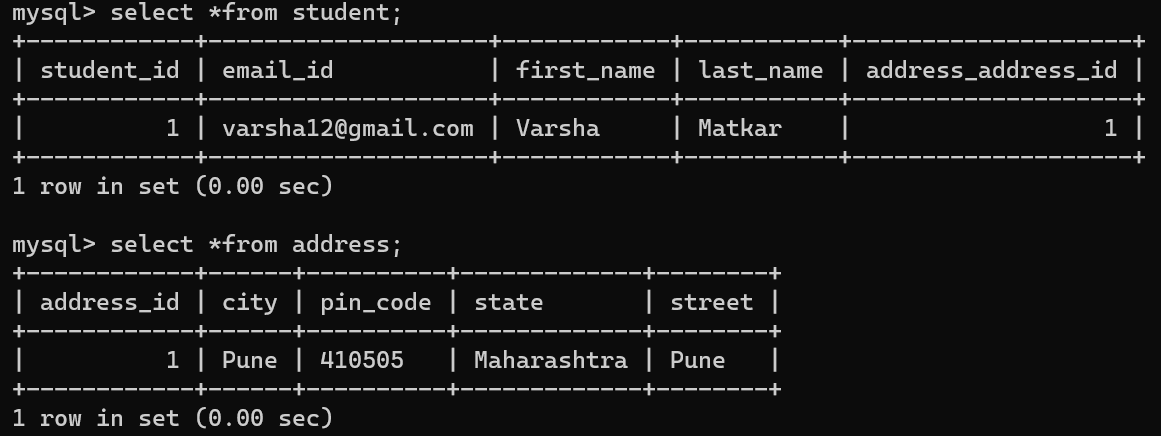 mysql> select *from student;
+------------+--------------------+------------+-----------+--------------------+
| student_id | email_id           | first_name | last_name | address_address_id |
+------------+--------------------+------------+-----------+--------------------+
|          1 | varsha12@gmail.com | Varsha     | Matkar    |                  1 |
+------------+--------------------+------------+-----------+--------------------+
1 row in set (0.00 sec)

mysql> select *from address;
+------------+------+----------+-------------+--------+
| address_id | city | pin_code | state       | street |
+------------+------+----------+-------------+--------+
|          1 | Pune | 410505   | Maharashtra | Pune   |
+------------+------+----------+-------------+--------+
1 row in set (0.00 sec)